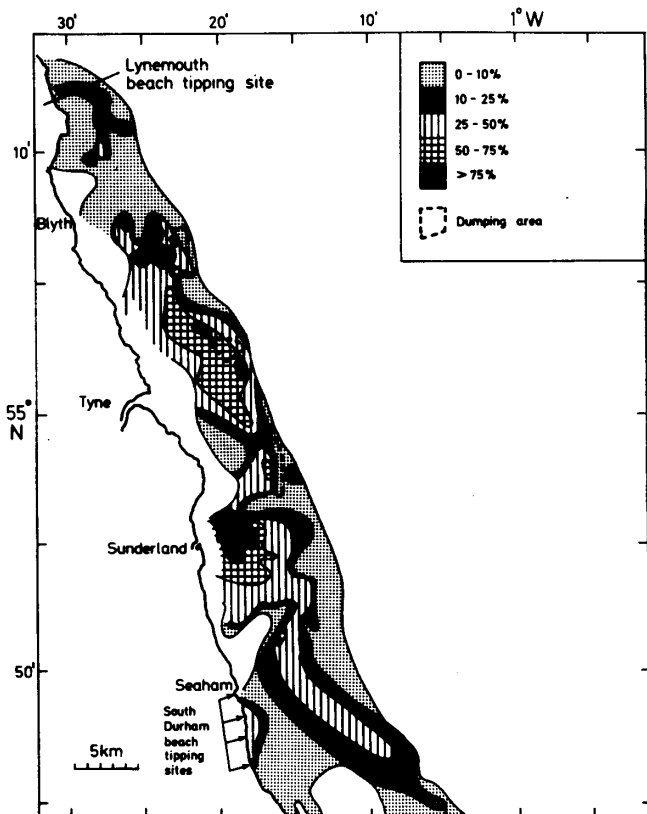 30' 20' 10' 1° W
Lynemouth
beach tipping site
0-10%
10-25%
25-50%
50-75%
>75%
Dumping area
10'
Blyth
Tyne
55°
N
Sunderland
50'
Seaham
South
Durham
beach
tipping
sites
5km